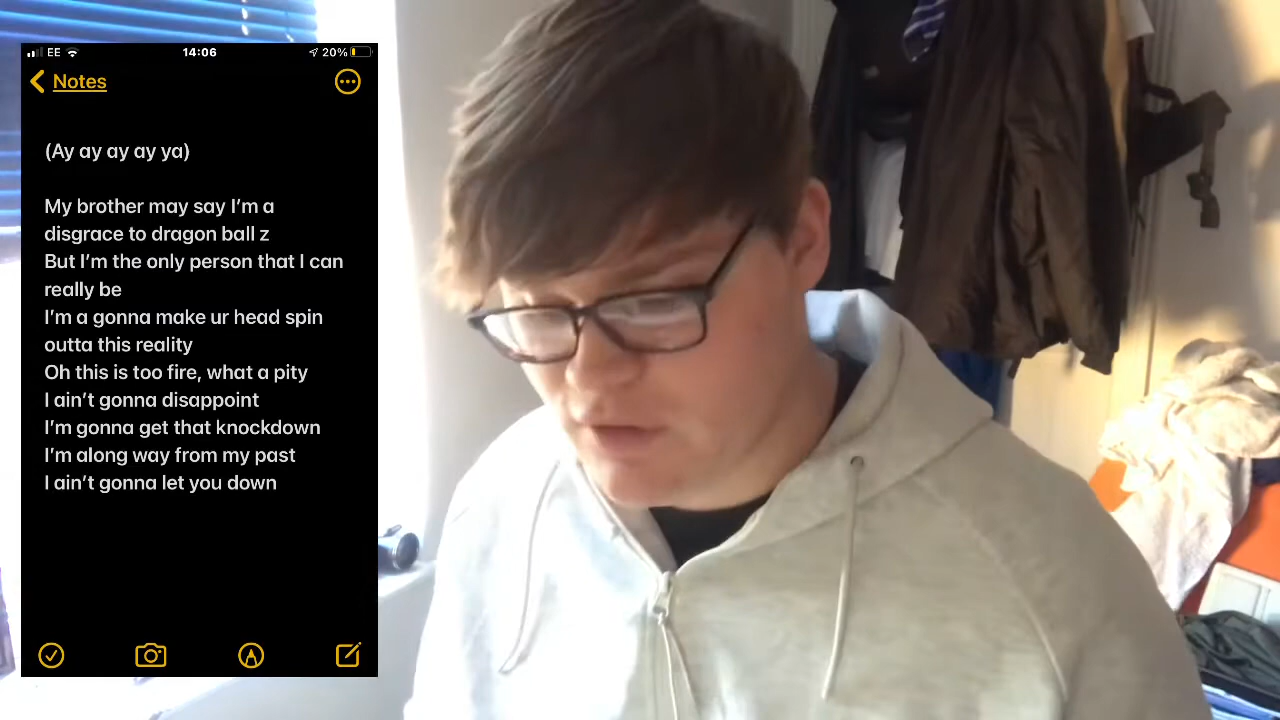 EE 14:06 20%
Notes
(Ay ay ay ay ya)
My brother may say I'm a
disgrace to dragon ball z
But I'm the only person that I can
really be
I'm a gonna make ur head spin
outta this reality
Oh this is too fire, what a pity
I ain't gonna disappoint
I'm gonna get that knockdown
I'm along way from my past
I ain't gonna let you down